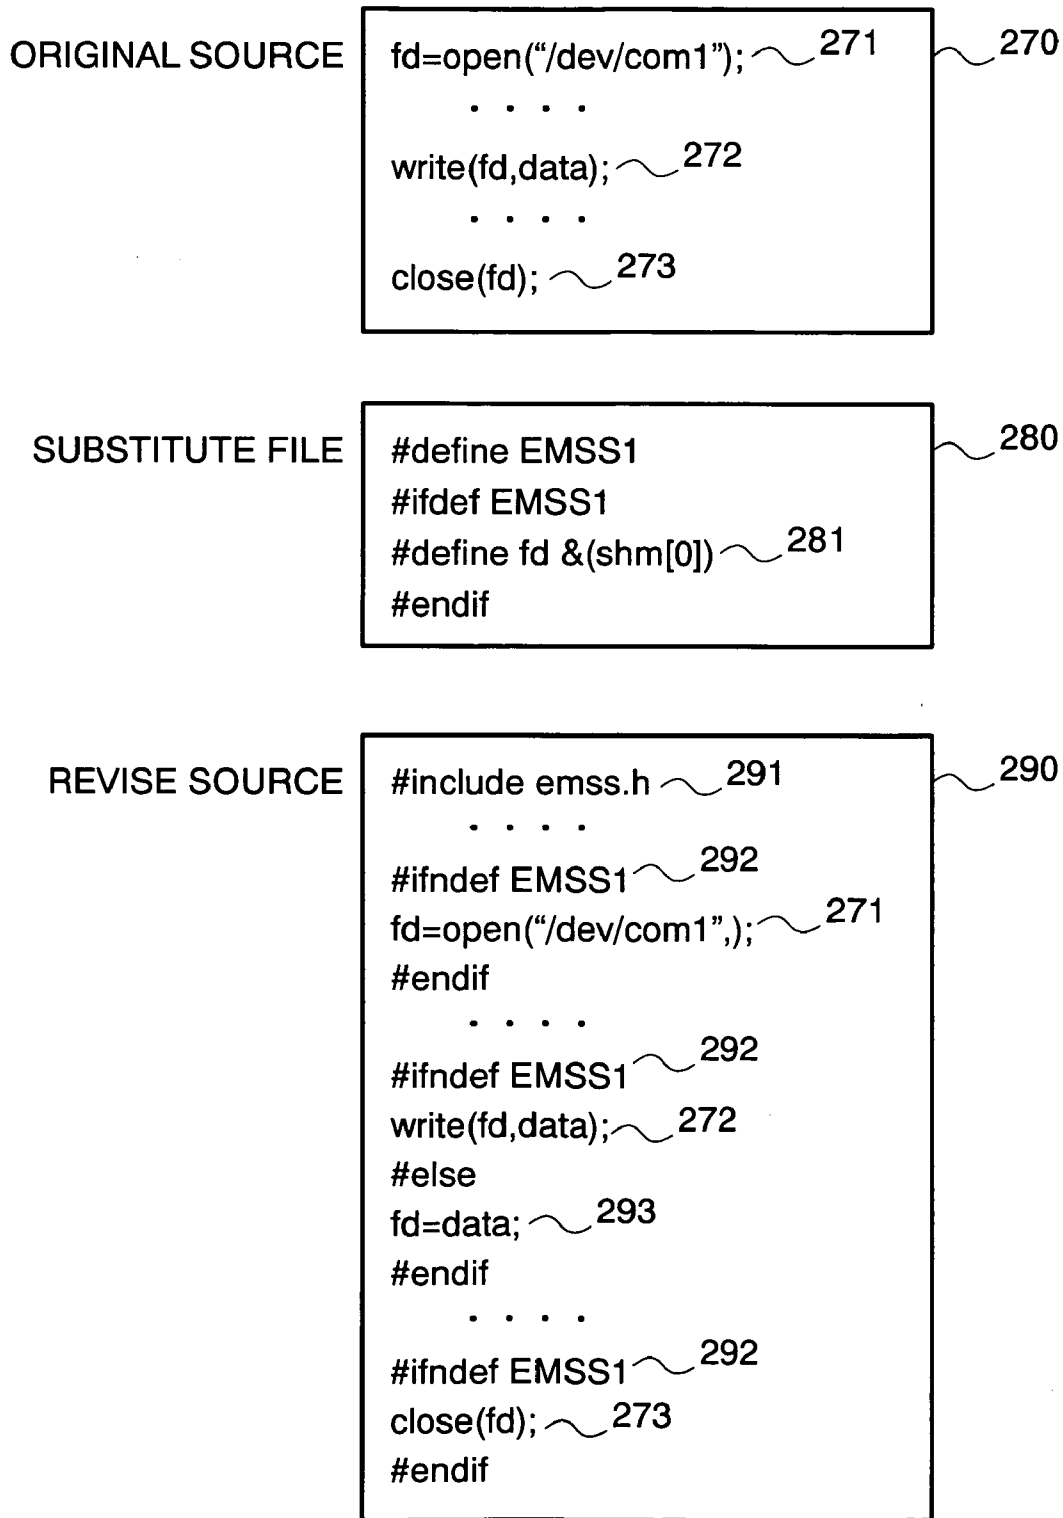 ORIGINAL SOURCE fd=open(“/dev/com1”); 271 270
. . . .
write(fd,data); 272
. . . .
close(fd); 273
SUBSTITUTE FILE #define EMSS1 280
#ifdef EMSS1
#define fd &(shm[0]) 281
#endif
REVISE SOURCE #include emss.h 291 290
. . . .
#ifndef EMSS1 292
fd=open(“/dev/com1”,); 271
#endif
. . . .
#ifndef EMSS1 292
write(fd,data); 272
#else
fd=data; 293
#endif
. . . .
#ifndef EMSS1 292
close(fd); 273
#endif